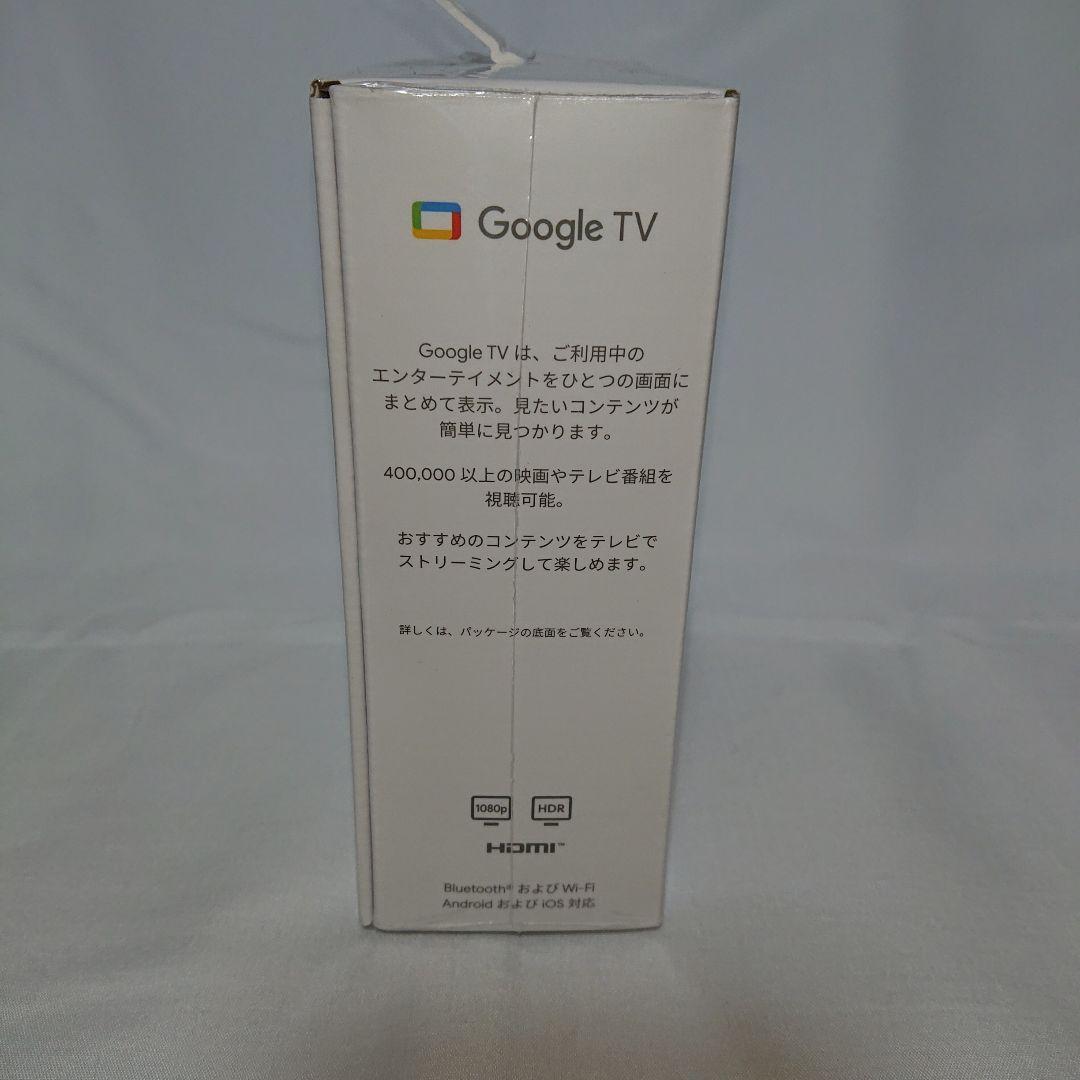 Google TV
Google TV は、ご利用中の
エンターテイメントをひとつの画面に
まとめて表示。見たいコンテンツが
簡単に見つかります。
400,000 以上の映画やテレビ番組を
視聴可能。
おすすめのコンテンツをテレビで
ストリーミングして楽しめます。
詳しくは、パッケージの底面をご覧ください。
1080p HDR
HDMI™
Bluetooth® および Wi-Fi
Android および iOS 対応